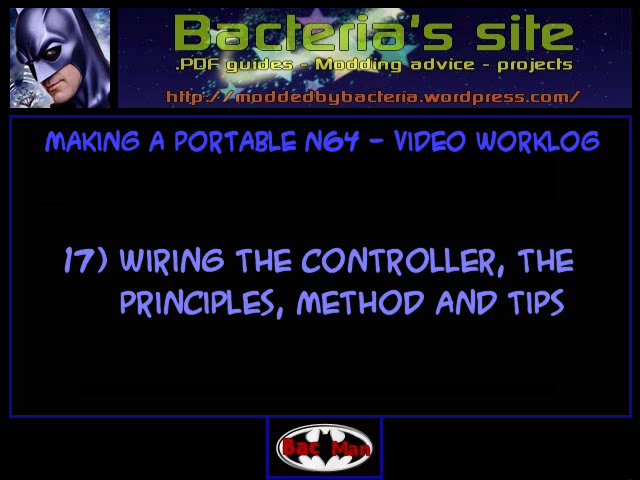 Bacteria's site
.PDF guides - Modding advice - projects
http://moddedbybacteria.wordpress.com/
MAKING A PORTABLE N64 - VIDEO WORKLOG
17) WIRING THE CONTROLLER, THE
PRINCIPLES, METHOD AND TIPS
Bac Man